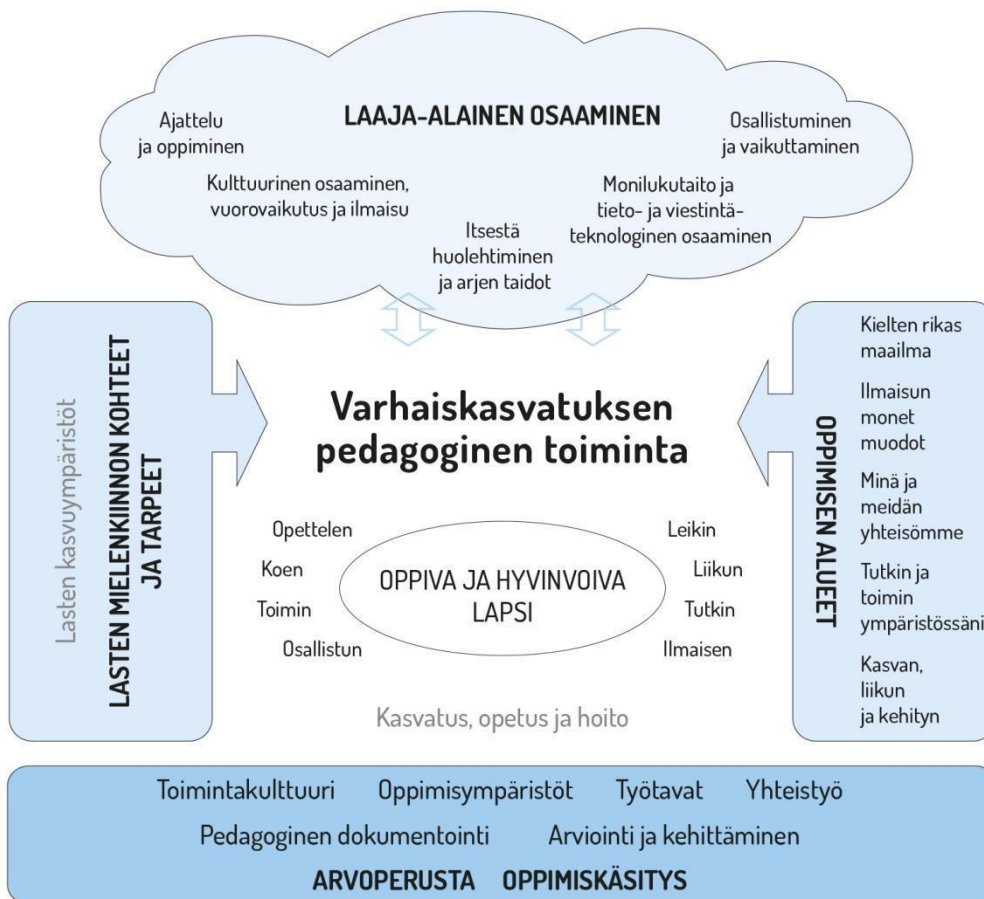 LAAJA-ALAINEN OSAAMINEN
Ajattelu
ja oppiminen
Kulttuurinen osaaminen,
vuorovaikutus ja ilmaisu
Itsestä
huolehtiminen
ja arjen taidot
Monilukutaito ja
tieto- ja viestintä-
teknologinen osaaminen
Osallistuminen
ja vaikuttaminen
Lasten kasvuympäristöt
LASTEN MIELENKIINNON KOHTEET
JA TARPEET
Varhaiskasvatuksen
pedagoginen toiminta
Opettelen
Koen
Toimin
Osallistun
OPPIVA JA HYVINVOIVA
LAPSI
Leikin
Liikun
Tutkin
Ilmaisen
Kasvatus, opetus ja hoito
OPPIMISEN ALUEET
Kielten rikas
maailma
Ilmaisun
monet
muodot
Minä ja
meidän
yhteisömme
Tutkin ja
toimin
ympäristössäni
Kasvan,
liikun
ja kehityn
Toimintakulttuuri Oppimisympäristöt Työtavat Yhteistyö
Pedagoginen dokumentointi Arviointi ja kehittäminen
ARVOPERUSTA OPPIMISKÄSITYS